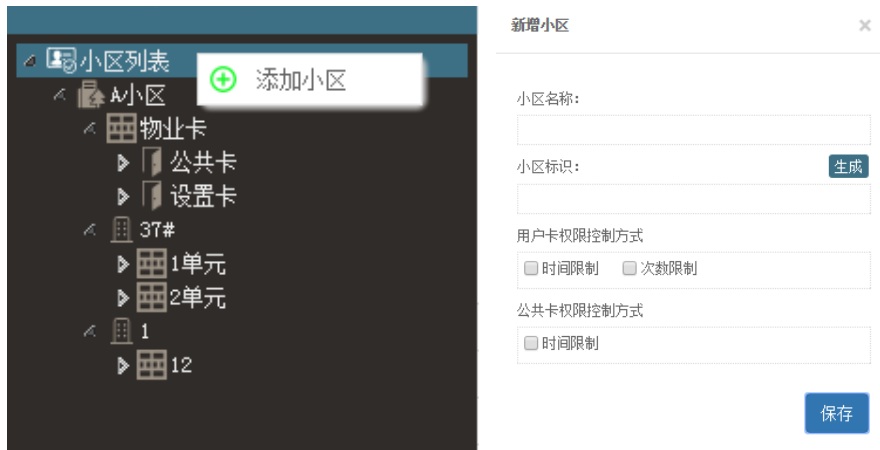 小区列表
添加小区
A小区
物业卡
公共卡
设置卡
37#
1单元
2单元
1
12
新增小区 ×
小区名称：
小区标识： 生成
用户卡权限控制方式
时间限制 次数限制
公共卡权限控制方式
时间限制
保存